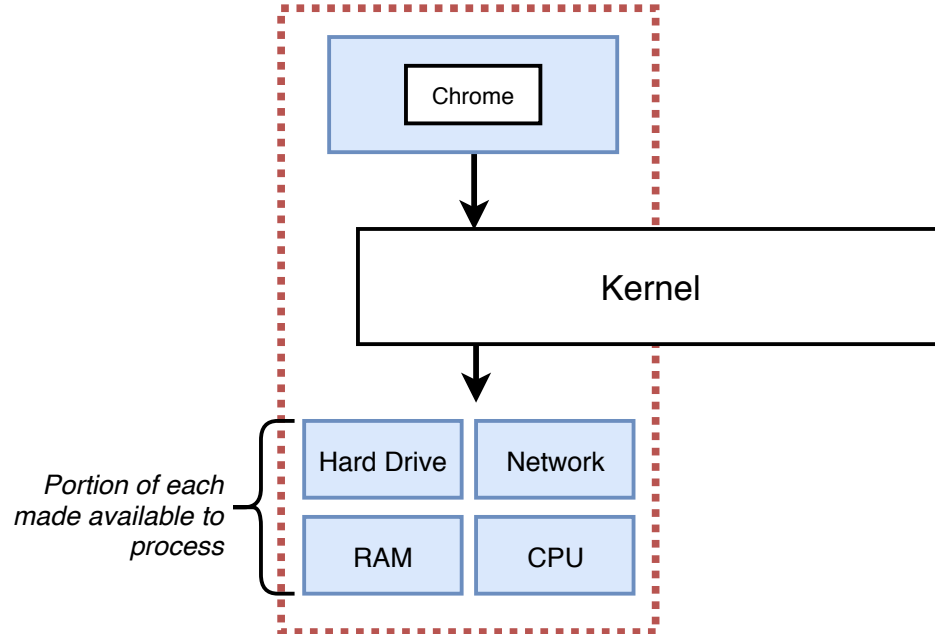 Chrome
Kernel
Hard Drive
Network
Portion of each
made available to
process
RAM
CPU